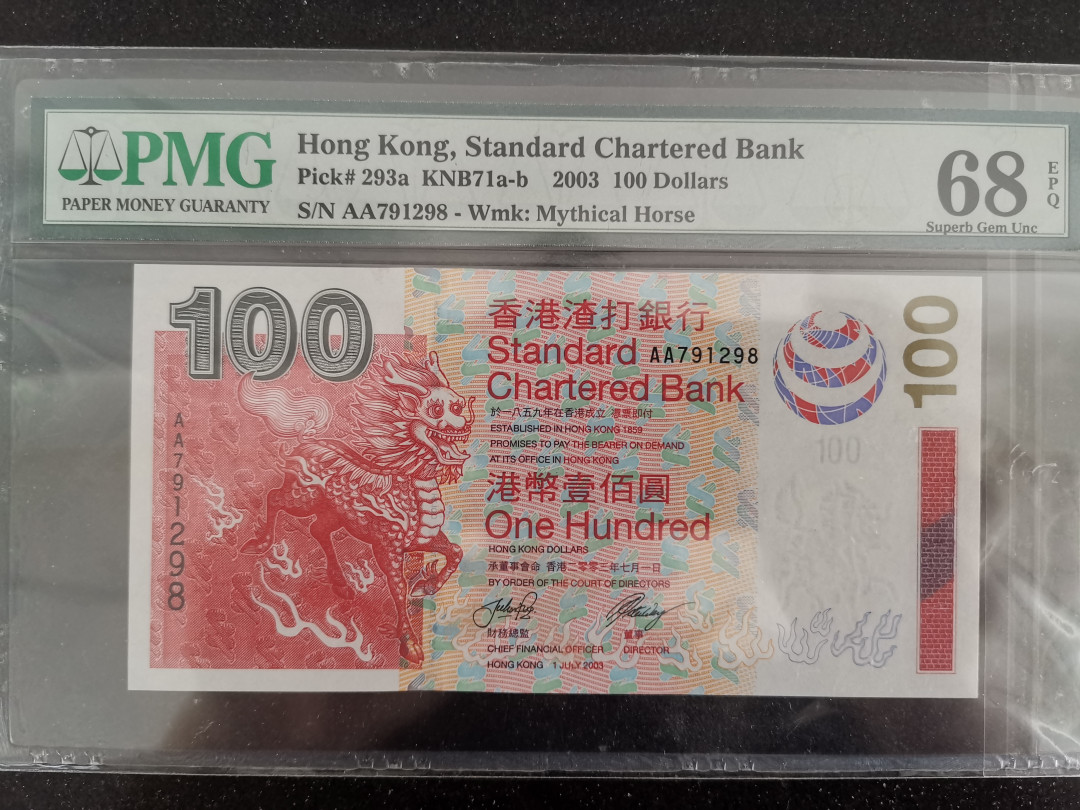 PMG
PAPER MONEY GUARANTY
Hong Kong, Standard Chartered Bank
Pick# 293a KNB71a-b 2003 100 Dollars
S/N AA791298 - Wmk: Mythical Horse
68
EPQ
Superb Gem Unc
100
香港渣打銀行
Standard AA791298
Chartered Bank
於一八五九年在香港成立 憑票即付
ESTABLISHED IN HONG KONG 1859
PROMISES TO PAY THE BEARER ON DEMAND
AT ITS OFFICE IN HONG KONG
港幣壹佰圓
One Hundred
HONG KONG DOLLARS
承董事會命 香港二零零三年七月一日
BY ORDER OF THE COURT OF DIRECTORS
財務總監 董事
CHIEF FINANCIAL OFFICER DIRECTOR
HONG KONG 1 JULY 2003
AA791298
100
100